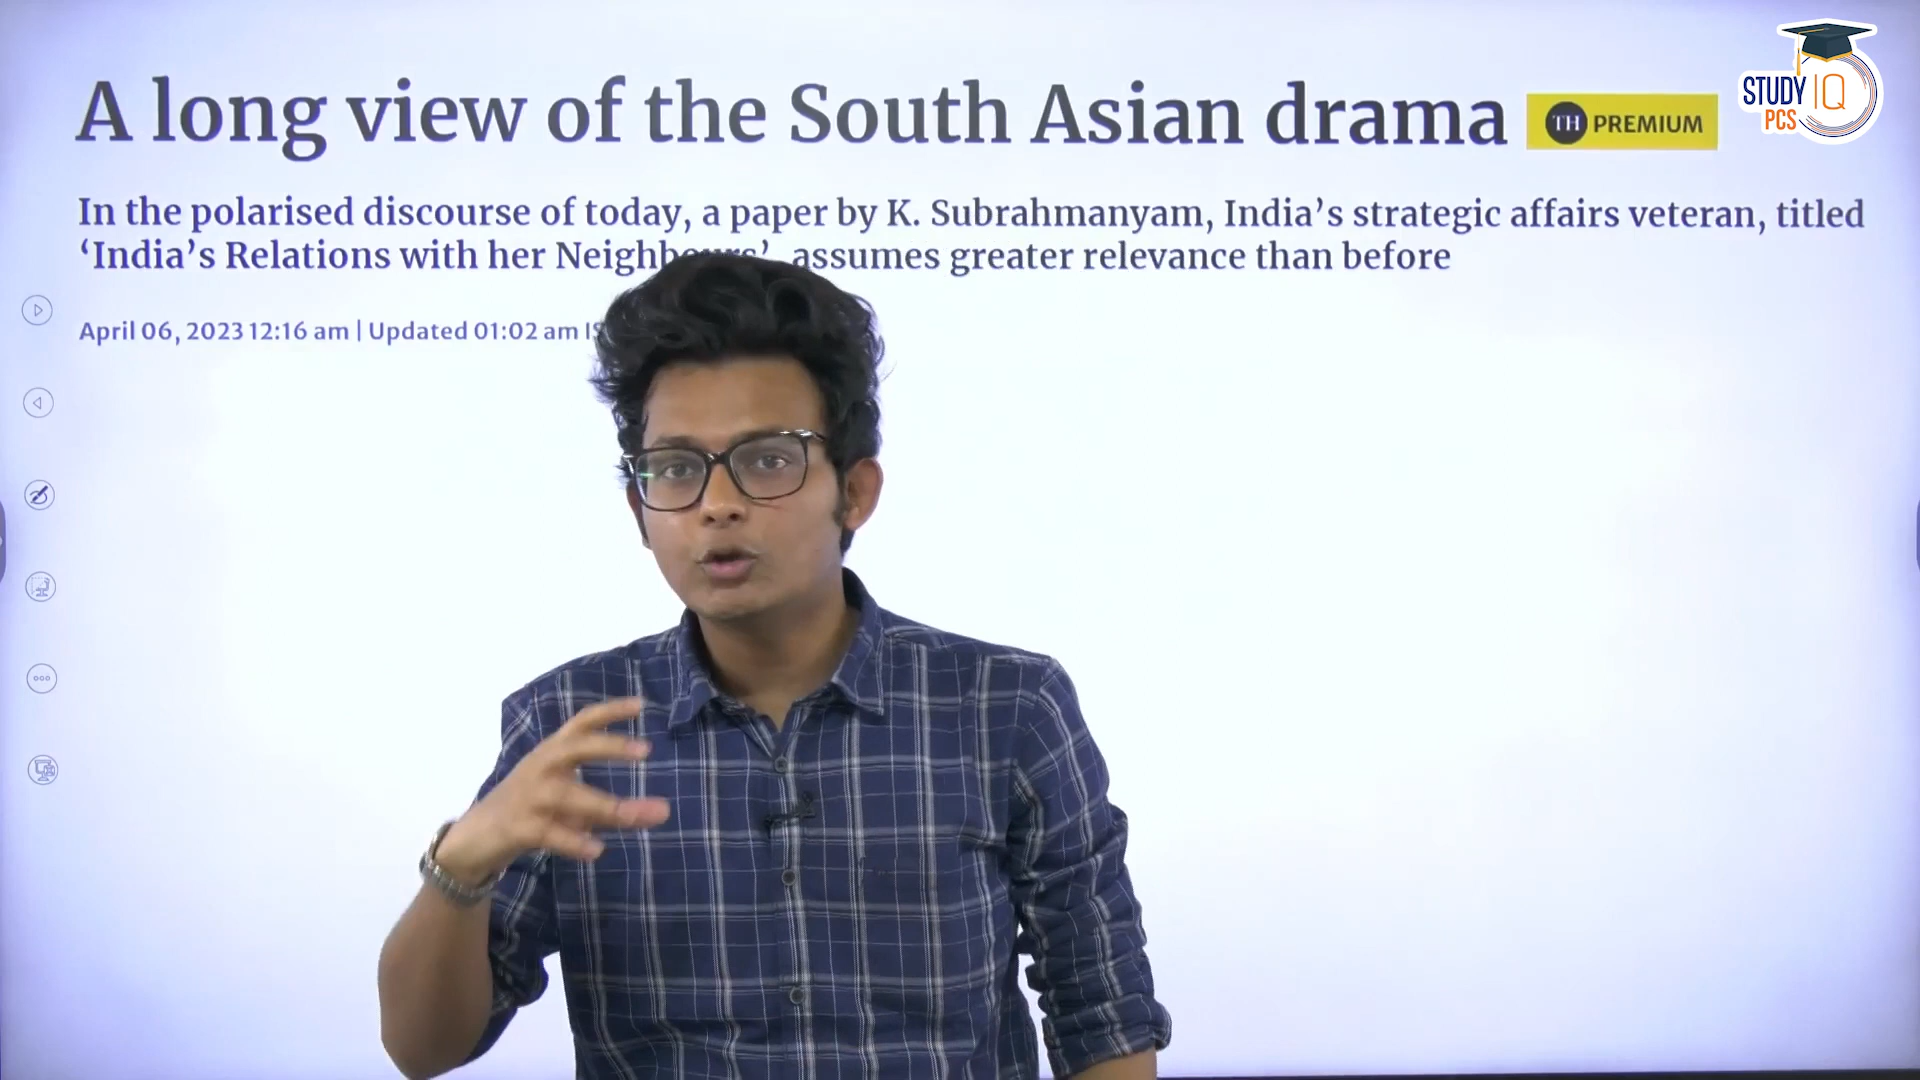 A long view of the South Asian drama
TH PREMIUM
STUDY IQ
PCS
In the polarised discourse of today, a paper by K. Subrahmanyam, India’s strategic affairs veteran, titled
‘India’s Relations with her Neighbours’, assumes greater relevance than before
April 06, 2023 12:16 am | Updated 01:02 am